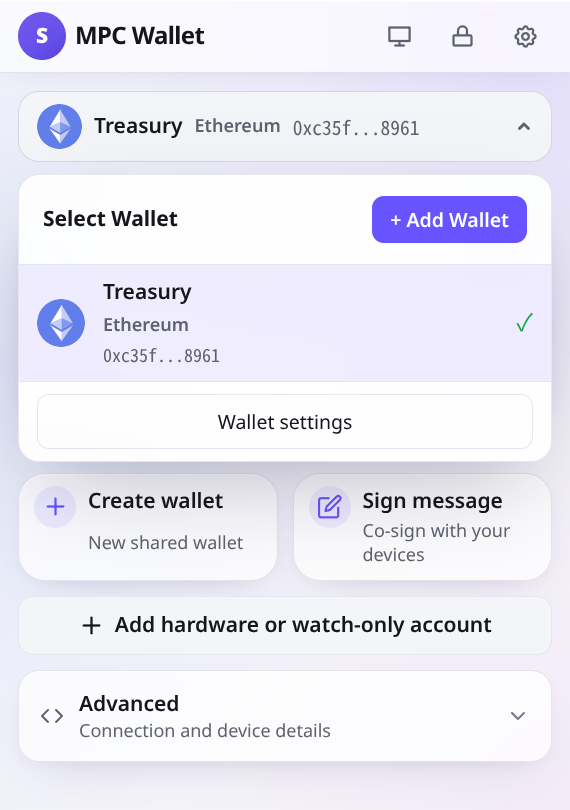 S MPC Wallet
Treasury Ethereum 0xc35f...8961
Select Wallet + Add Wallet
Treasury
Ethereum
0xc35f...8961
✓
Wallet settings
Create wallet
New shared wallet
Sign message
Co-sign with your
devices
+ Add hardware or watch-only account
Advanced
Connection and device details